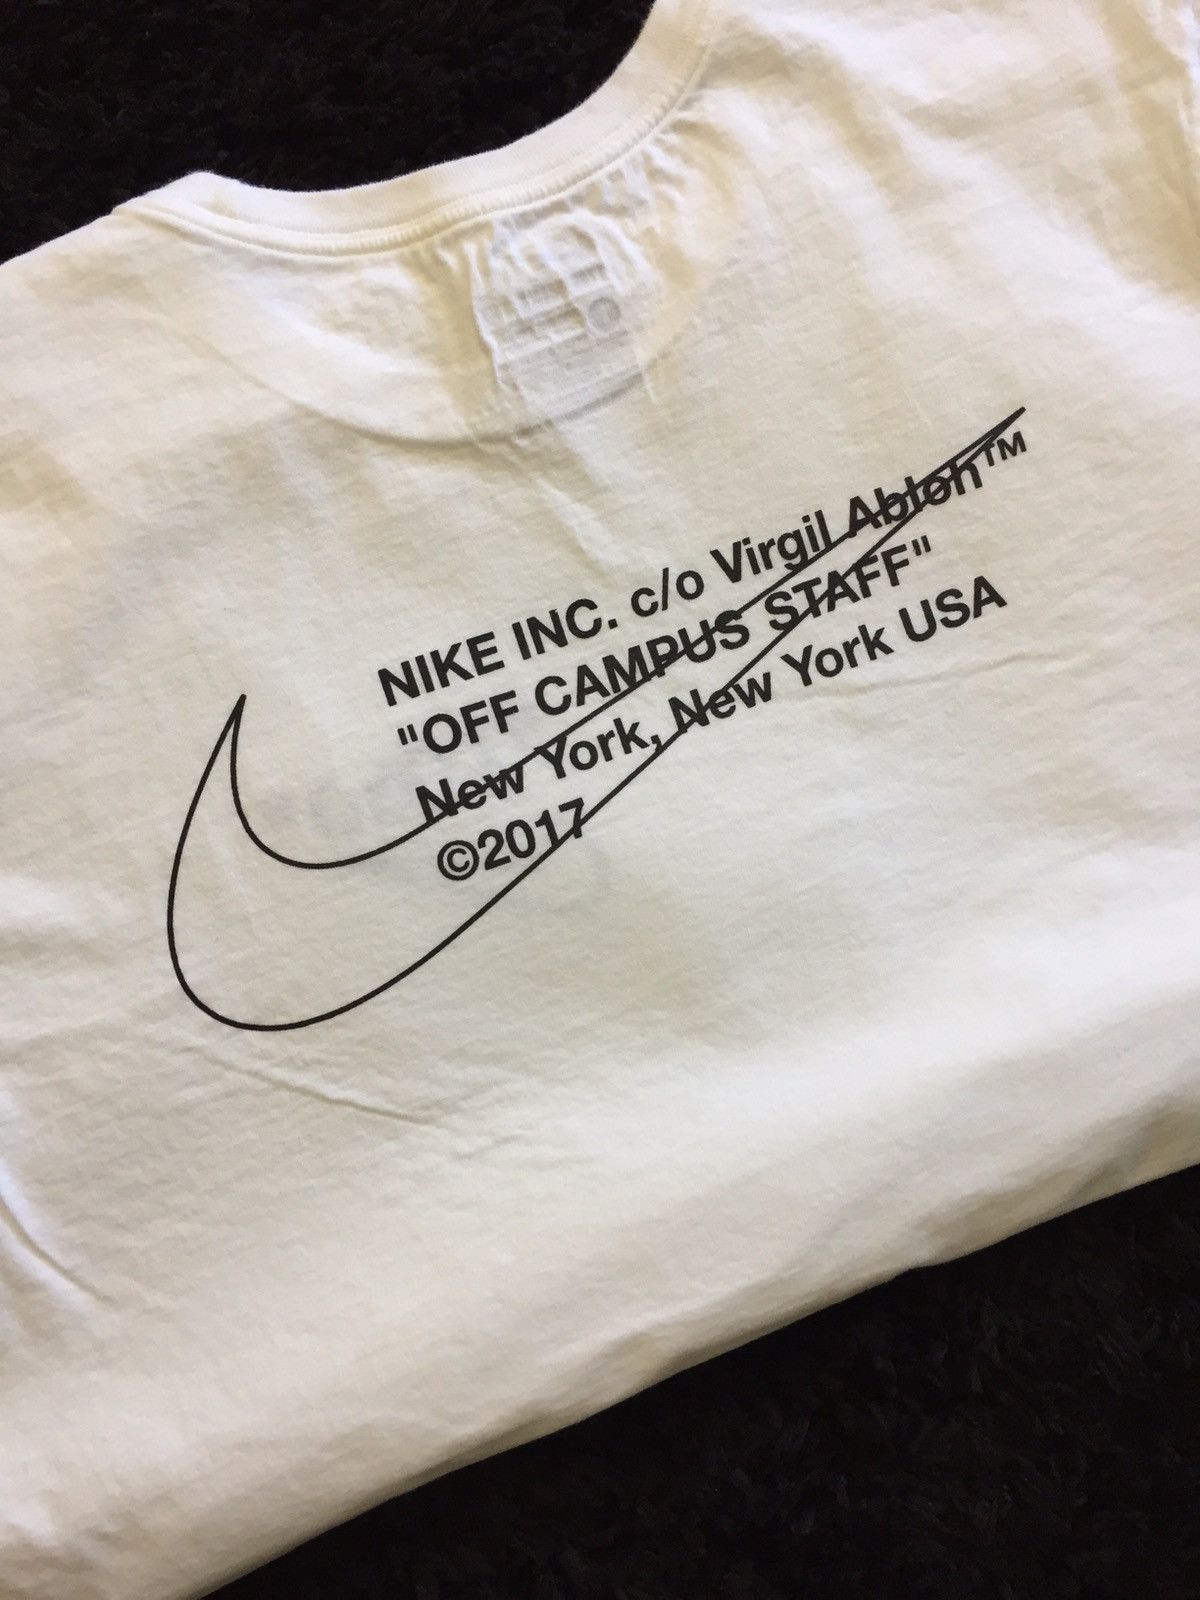 NIKE INC. c/o Virgil Abloh™
"OFF CAMPUS STAFF"
New York, New York USA
©2017